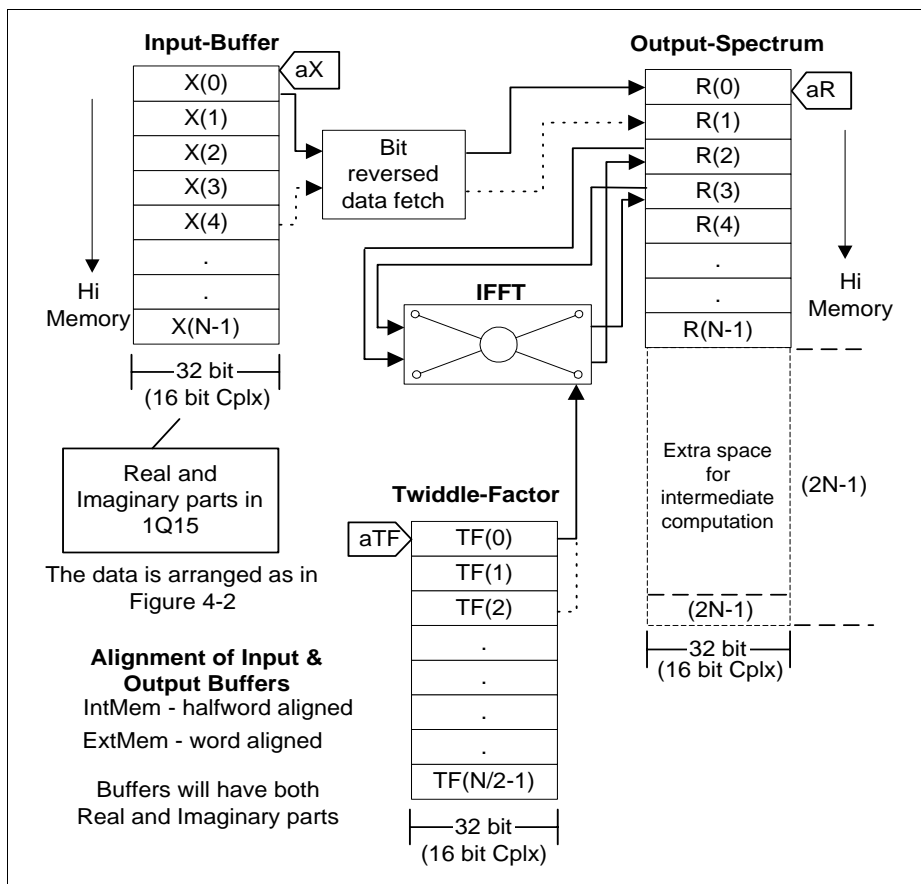 Input-Buffer
aX
X(0)
X(1)
X(2)
X(3)
X(4)
.
.
X(N-1)
Hi
Memory
32 bit
(16 bit Cplx)
Real and
Imaginary parts in
1Q15
The data is arranged as in
Figure 4-2
Alignment of Input &
Output Buffers
IntMem - halfword aligned
ExtMem - word aligned
Buffers will have both
Real and Imaginary parts
Bit
reversed
data fetch
IFFT
Twiddle-Factor
aTF
TF(0)
TF(1)
TF(2)
.
.
.
.
TF(N/2-1)
32 bit
(16 bit Cplx)
Output-Spectrum
aR
R(0)
R(1)
R(2)
R(3)
R(4)
.
.
R(N-1)
Hi
Memory
Extra space
for
intermediate
computation
(2N-1)
(2N-1)
32 bit
(16 bit Cplx)